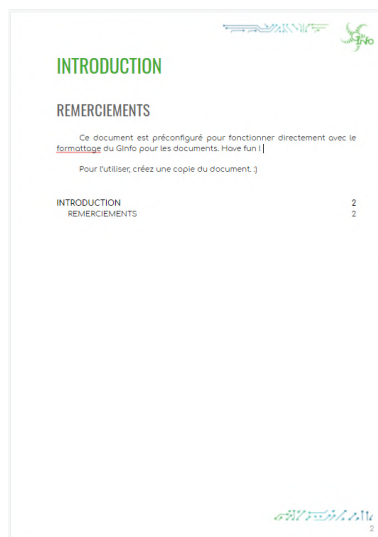 GINfo
INTRODUCTION
REMERCIEMENTS
Ce document est préconfiguré pour fonctionner directement avec le
formattage du GInfo pour les documents. Have fun !
Pour l'utiliser, créez une copie du document. :)
INTRODUCTION 2
REMERCIEMENTS 2
2